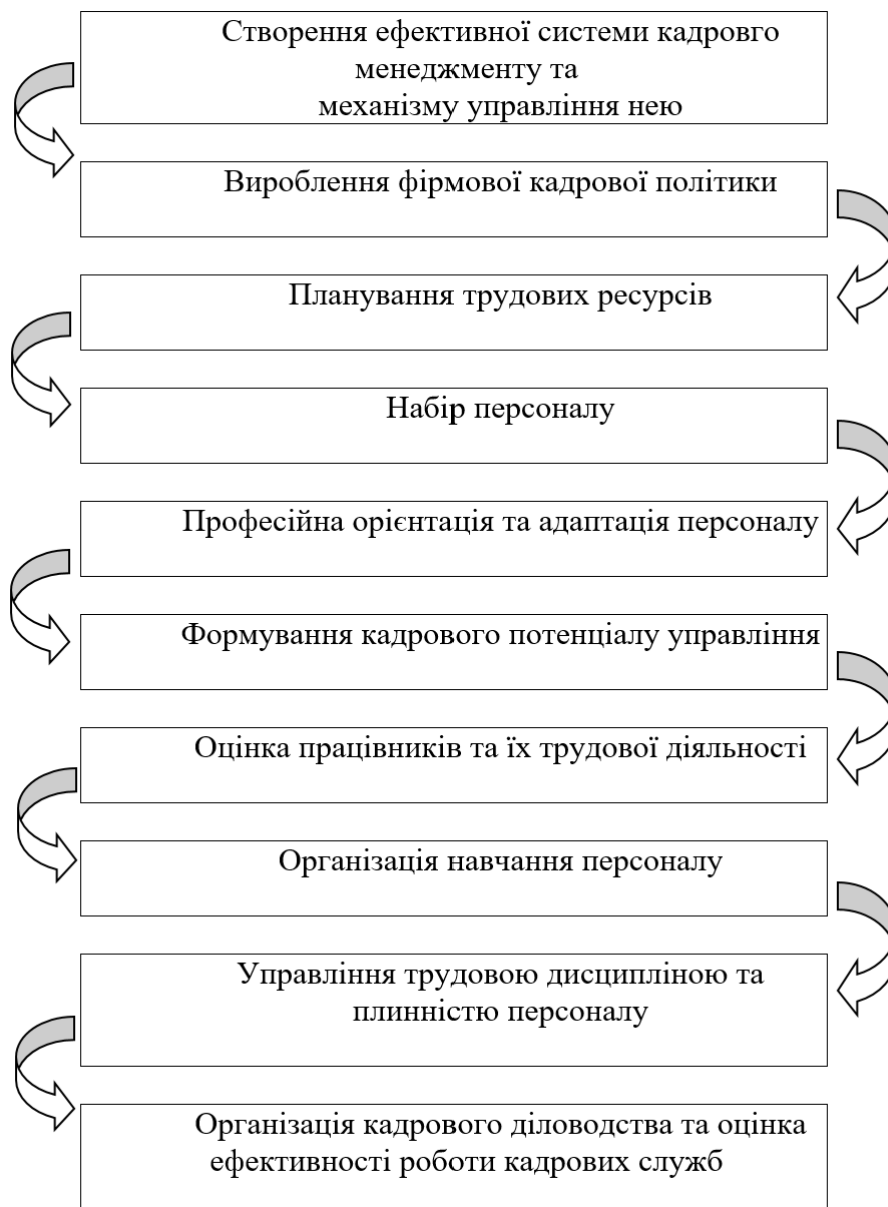 Створення ефективної системи кадровго
менеджменту та
механізму управління нею
Вироблення фірмової кадрової політики
Планування трудових ресурсів
Набір персоналу
Професійна орієнтація та адаптація персоналу
Формування кадрового потенціалу управління
Оцінка працівників та їх трудової діяльності
Організація навчання персоналу
Управління трудовою дисципліною та
плинністю персоналу
Організація кадрового діловодства та оцінка
ефективності роботи кадрових служб